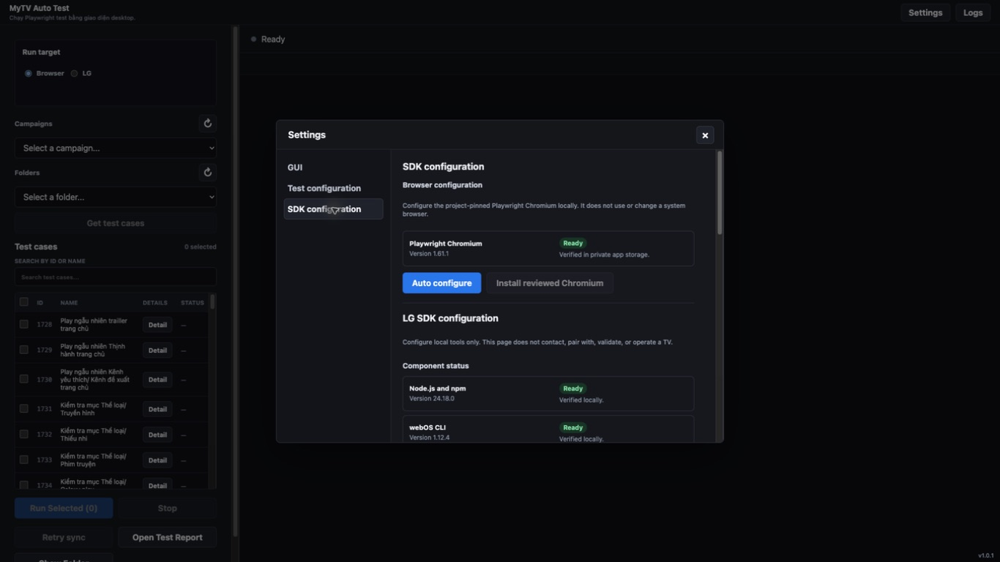 MyTV Auto Test
Chạy Playwright test bằng giao diện desktop.
Settings
Logs
Run target
Browser
LG
Campaigns
Select a campaign...
Folders
Select a folder...
Get test cases
Test cases
0 selected
SEARCH BY ID OR NAME
Search test cases...
ID NAME DETAILS STATUS
1728 Play ngẫu nhiên trailler Detail —
trang chủ
1729 Play ngẫu nhiên Thịnh Detail —
hành trang chủ
1730 Play ngẫu nhiên Kênh Detail —
yêu thích/ Kênh đề xuất
trang chủ
1731 Kiểm tra mục Thể loại/ Detail —
Truyền hình
1732 Kiểm tra mục Thể loại/ Detail —
Thiếu nhi
1733 Kiểm tra mục Thể loại/ Detail —
Phim truyện
1734 Kiểm tra mục Thể loại/ Detail —
Run Selected (0)
Stop
Retry sync
Open Test Report
Show Folder
Ready
Settings
×
GUI
Test configuration
SDK configuration
SDK configuration
Browser configuration
Configure the project-pinned Playwright Chromium locally. It does not use or change a system
browser.
Playwright Chromium
Version 1.61.1
Ready
Verified in private app storage.
Auto configure
Install reviewed Chromium
LG SDK configuration
Configure local tools only. This page does not contact, pair with, validate, or operate a TV.
Component status
Node.js and npm
Version 24.18.0
Ready
Verified locally.
webOS CLI
Version 1.12.4
Ready
Verified locally.
v1.0.1